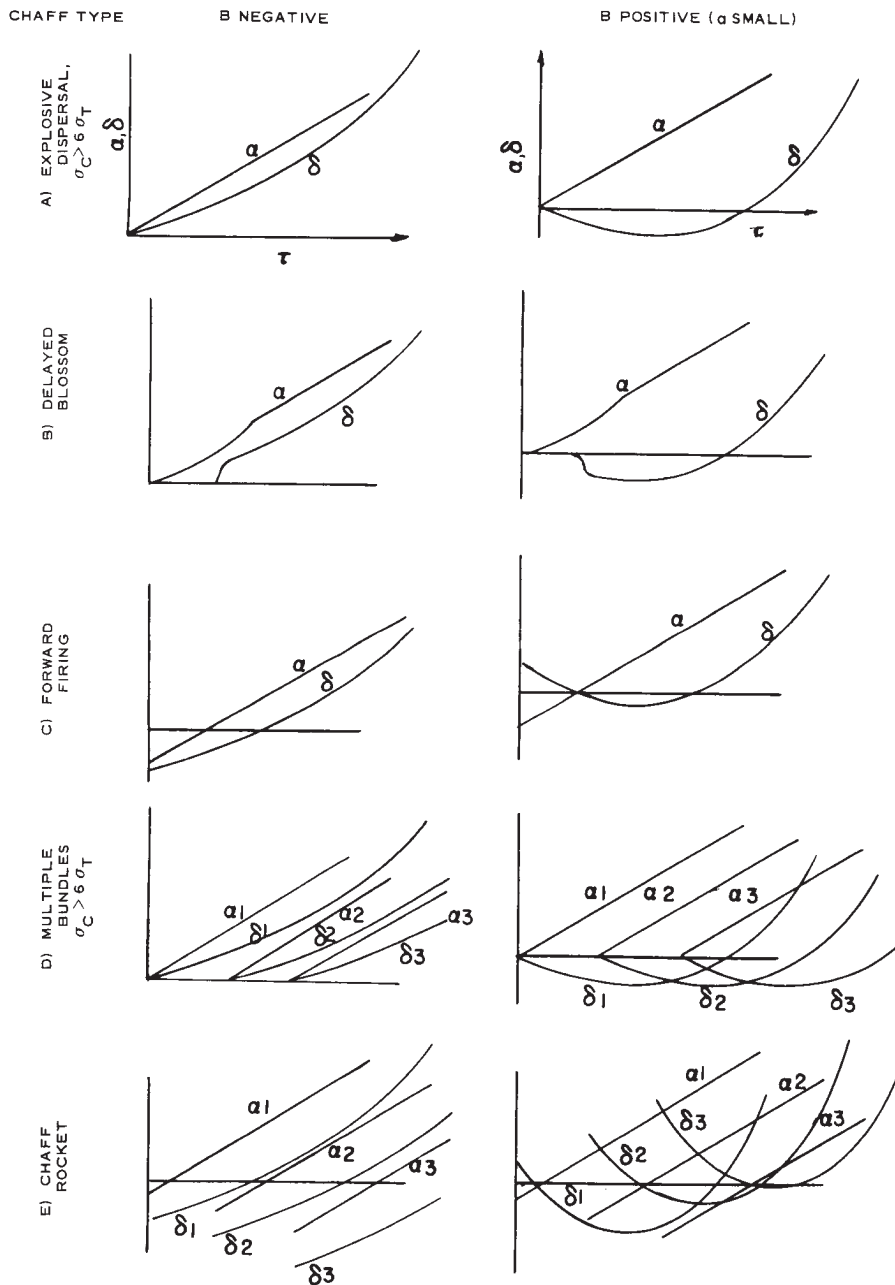 CHAFF TYPE B NEGATIVE B POSITIVE (α SMALL)
A) EXPLOSIVE
DISPERSAL,
σC > 6 σT
α,δ
α
δ
τ
α,δ
α
δ
τ
B) DELAYED
BLOSSOM
α
δ
α
δ
C) FORWARD
FIRING
α
δ
α
δ
D) MULTIPLE
BUNDLES
σC > 6 σT
α1
δ1
α2
δ2
α3
δ3
α1
α2
α3
δ1
δ2
δ3
E) CHAFF
ROCKET
α1
α2
α3
δ1
δ2
δ3
α1
α2
α3
δ3
δ2
δ1